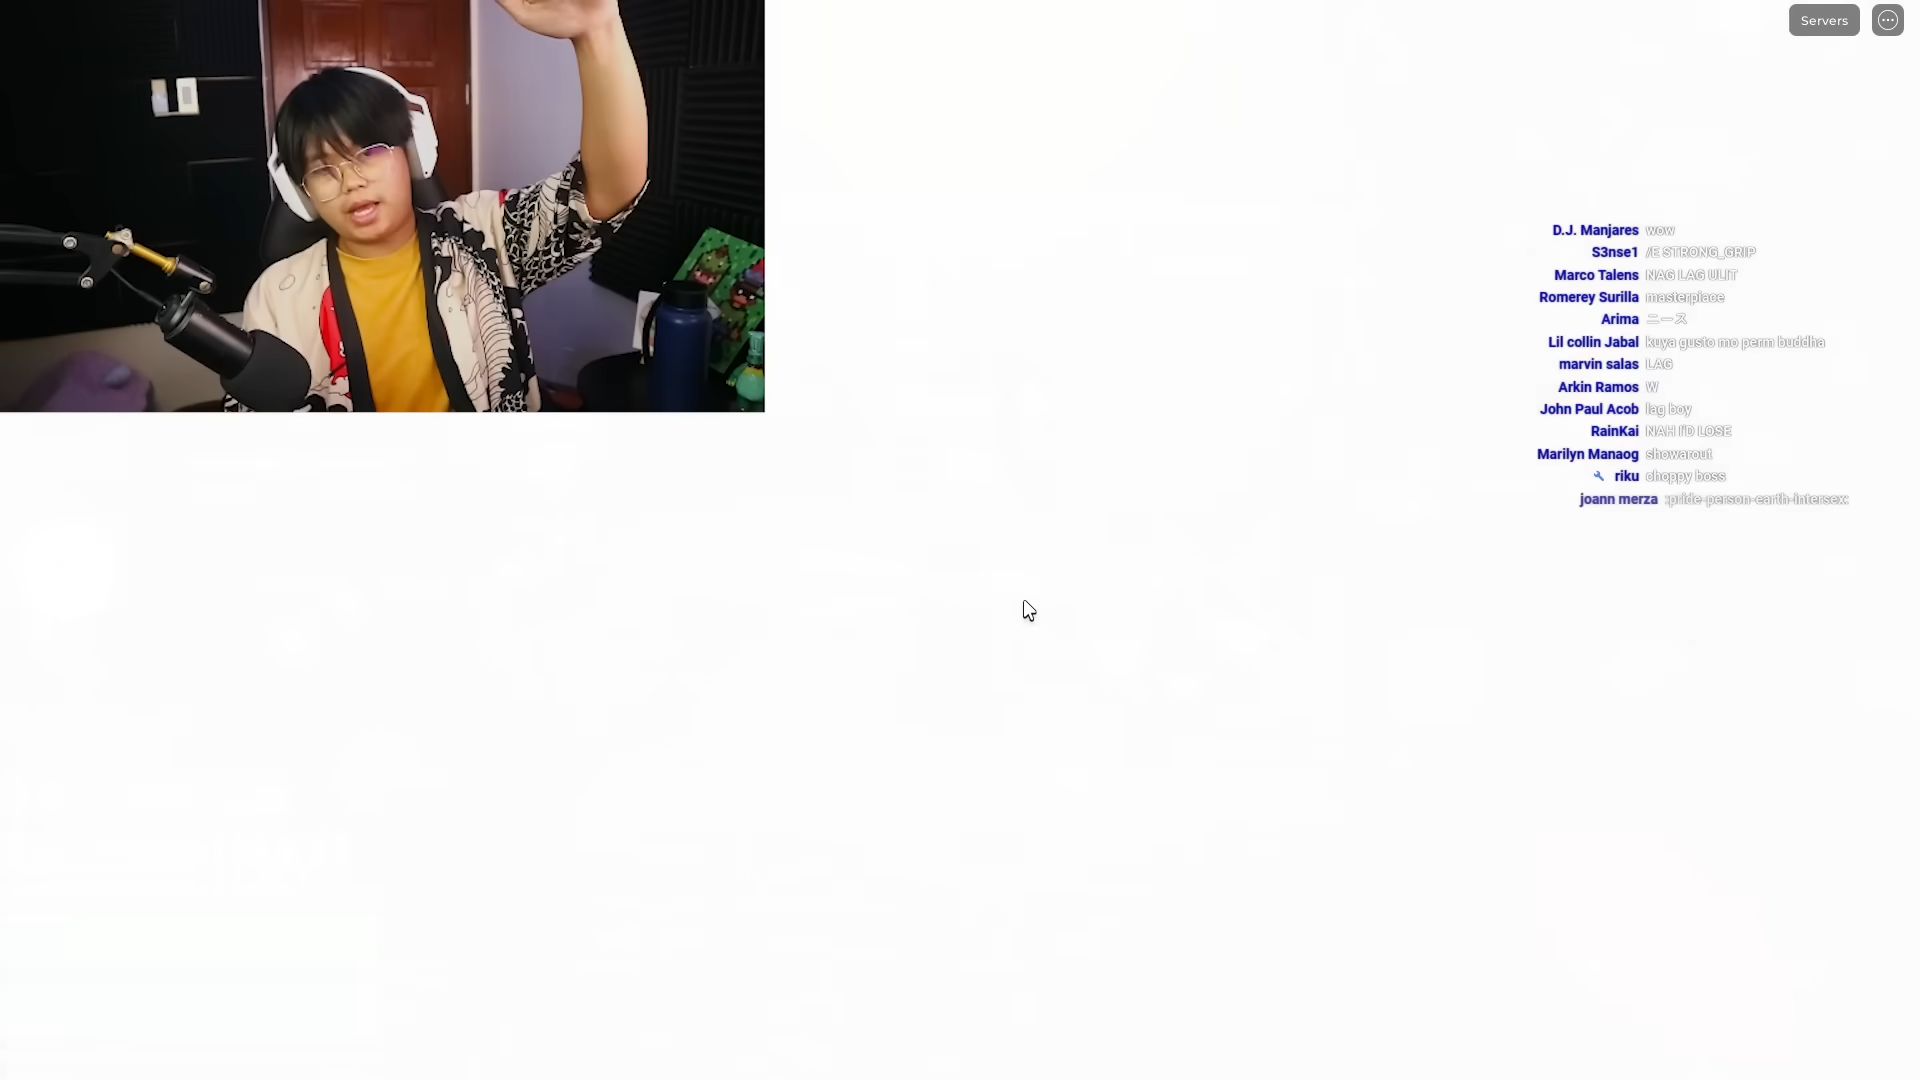 Servers
D.J. Manjares wow
S3nse1 /E STRONG_GRIP
Marco Talens NAG LAG ULIT
Romerey Surilla masterpiace
Arima ニース
Lil collin Jabal kuya gusto mo perm buddha
marvin salas LAG
Arkin Ramos W
John Paul Acob lag boy
RainKai NAH I'D LOSE
Marilyn Manaog showarout
riku choppy boss
joann merza :pride-person-earth-intersex: